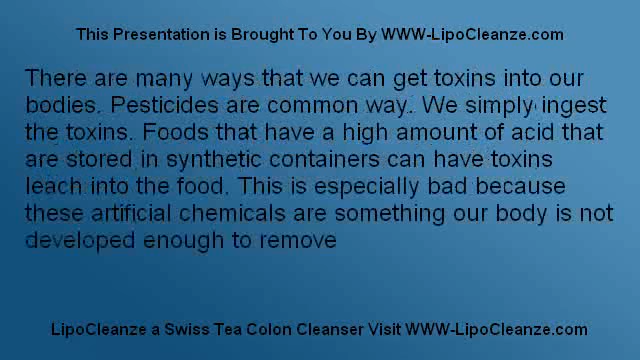 This Presentation is Brought To You By WWW-LipoCleanze.com
There are many ways that we can get toxins into our
bodies. Pesticides are common way. We simply ingest
the toxins. Foods that have a high amount of acid that
are stored in synthetic containers can have toxins
leach into the food. This is especially bad because
these artificial chemicals are something our body is not
developed enough to remove
LipoCleanze a Swiss Tea Colon Cleanser Visit WWW-LipoCleanze.com